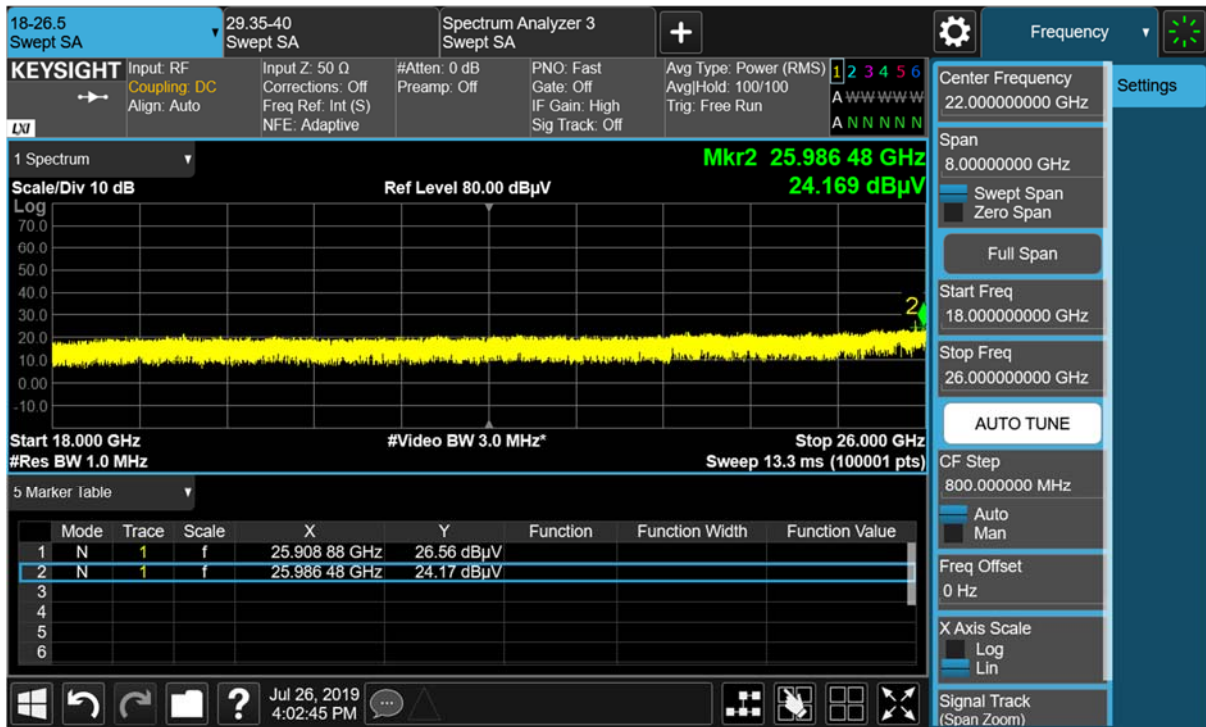 18-26.5
Swept SA
29.35-40
Swept SA
Spectrum Analyzer 3
Swept SA
Frequency
KEYSIGHT
LXI
Input: RF
Coupling: DC
Align: Auto
Input Z: 50 Ω
Corrections: Off
Freq Ref: Int (S)
NFE: Adaptive
#Atten: 0 dB
Preamp: Off
PNO: Fast
Gate: Off
IF Gain: High
Sig Track: Off
Avg Type: Power (RMS)
Avg|Hold: 100/100
Trig: Free Run
1 2 3 4 5 6
A W W W W W
A N N N N N
1 Spectrum
Mkr2 25.986 48 GHz
24.169 dBµV
Scale/Div 10 dB
Ref Level 80.00 dBµV
Log
70.0
60.0
50.0
40.0
30.0
20.0
10.0
0.00
-10.0
2
Start 18.000 GHz
#Video BW 3.0 MHz*
Stop 26.000 GHz
#Res BW 1.0 MHz
Sweep 13.3 ms (100001 pts)
5 Marker Table
Mode Trace Scale X Y Function Function Width Function Value
1 N 1 f 25.908 88 GHz 26.56 dBµV
2 N 1 f 25.986 48 GHz 24.17 dBµV
3
4
5
6
?
Jul 26, 2019
4:02:45 PM
Center Frequency
22.000000000 GHz
Settings
Span
8.00000000 GHz
Swept Span
Zero Span
Full Span
Start Freq
18.000000000 GHz
Stop Freq
26.000000000 GHz
AUTO TUNE
CF Step
800.000000 MHz
Auto
Man
Freq Offset
0 Hz
X Axis Scale
Log
Lin
Signal Track
(Span Zoom)